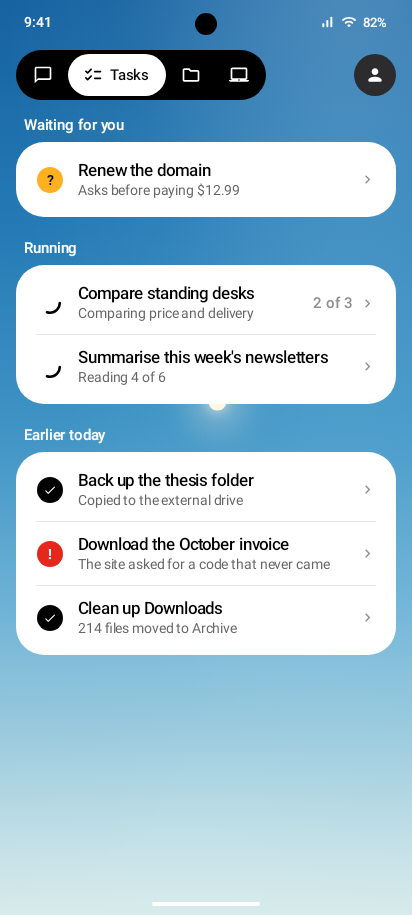 9:41
82%
Tasks
Waiting for you
?
Renew the domain
Asks before paying $12.99
Running
Compare standing desks
Comparing price and delivery
2 of 3
Summarise this week's newsletters
Reading 4 of 6
Earlier today
Back up the thesis folder
Copied to the external drive
!
Download the October invoice
The site asked for a code that never came
Clean up Downloads
214 files moved to Archive